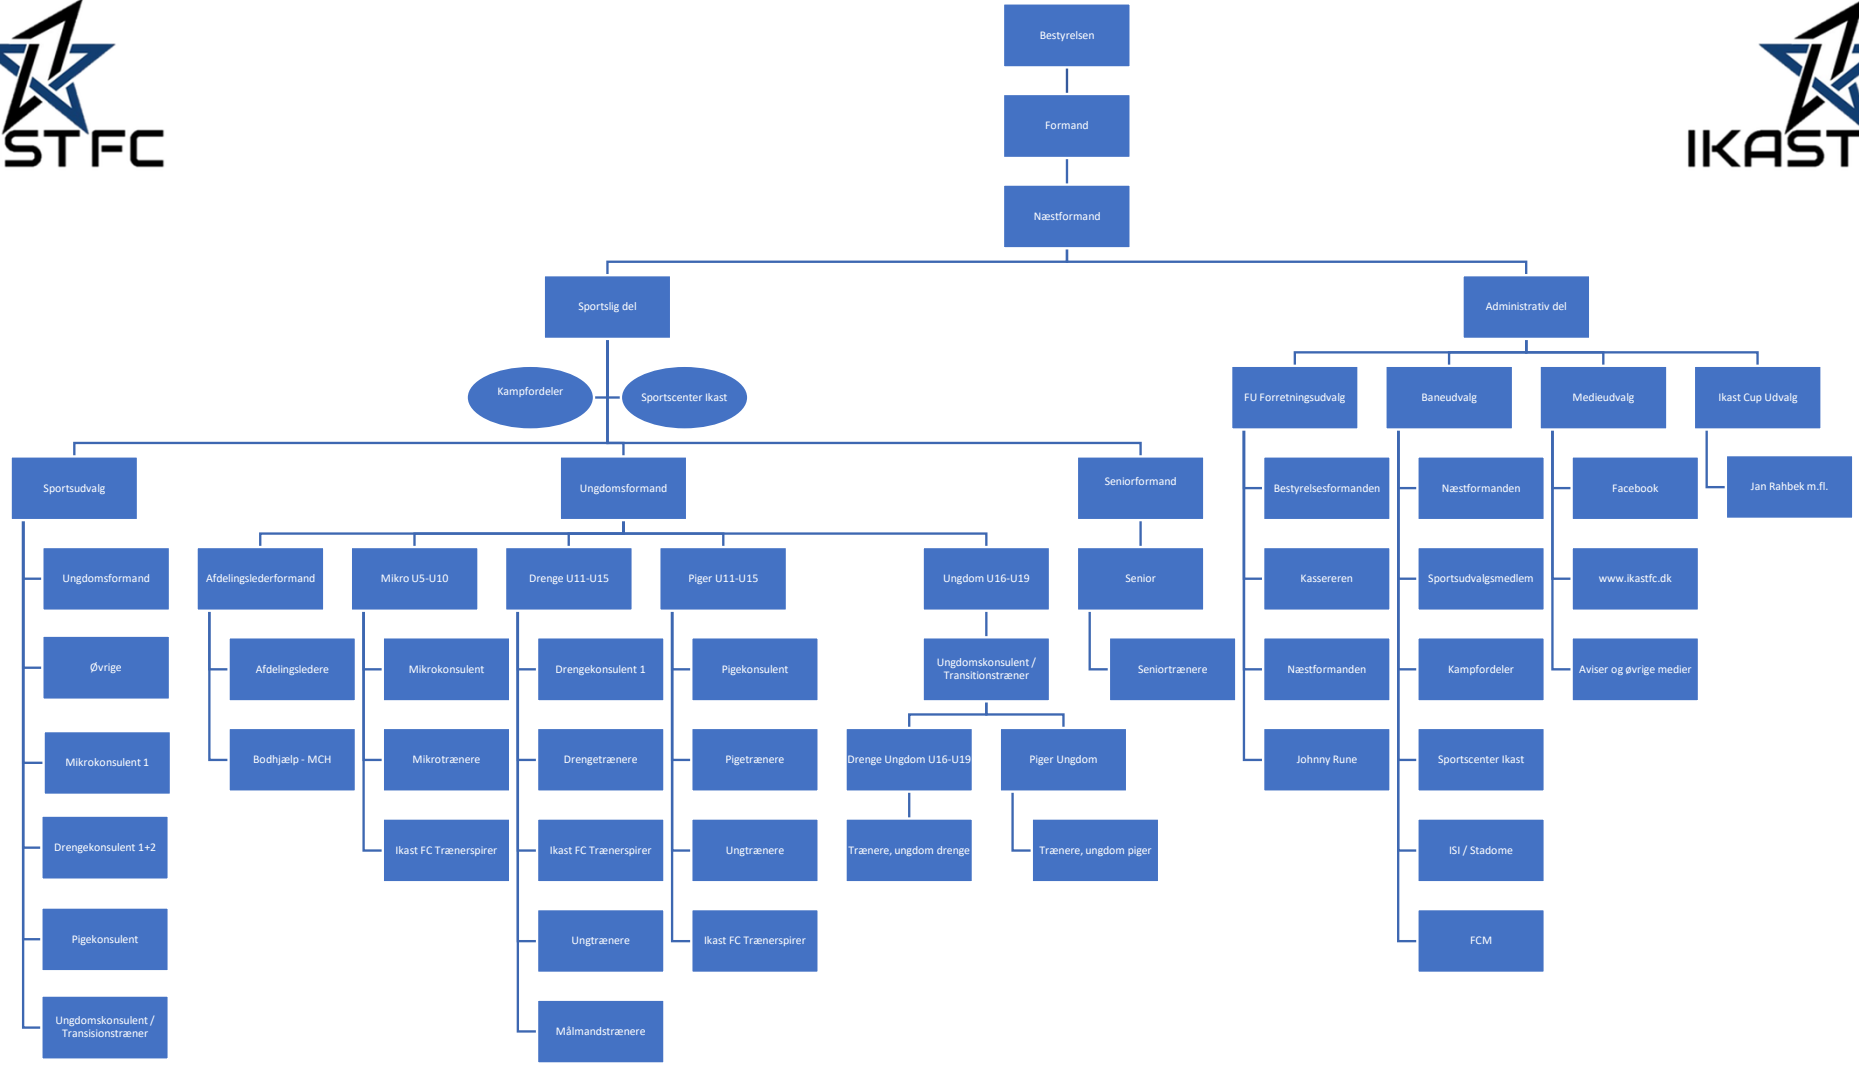 STFC
IKAST
Bestyrelsen
Formand
Næstformand
Sportslig del
Administrativ del
Kampfordeler
Sportscenter Ikast
FU Forretningsudvalg
Baneudvalg
Medieudvalg
Ikast Cup Udvalg
Sportsudvalg
Ungdomsformand
Seniorformand
Bestyrelsesformanden
Næstformanden
Facebook
Jan Rahbek m.fl.
Ungdomsformand
Afdelingslederformand
Mikro U5-U10
Drenge U11-U15
Piger U11-U15
Ungdom U16-U19
Senior
Kassereren
Sportsudvalgsmedlem
www.ikastfc.dk
Øvrige
Afdelingsledere
Mikrokonsulent
Drengekonsulent 1
Pigekonsulent
Ungdomskonsulent /
Transitionstræner
Seniortrænere
Næstformanden
Kampfordeler
Aviser og øvrige medier
Mikrokonsulent 1
Bodhjælp - MCH
Mikrotrænere
Drengetrænere
Pigetrænere
Drenge Ungdom U16-U19
Piger Ungdom
Johnny Rune
Sportscenter Ikast
Drengekonsulent 1+2
Ikast FC Trænerspirer
Ikast FC Trænerspirer
Ungtrænere
Trænere, ungdom drenge
Trænere, ungdom piger
ISI / Stadome
Pigekonsulent
Ungtrænere
Ikast FC Trænerspirer
FCM
Ungdomskonsulent /
Transisionstræner
Målmandstrænere